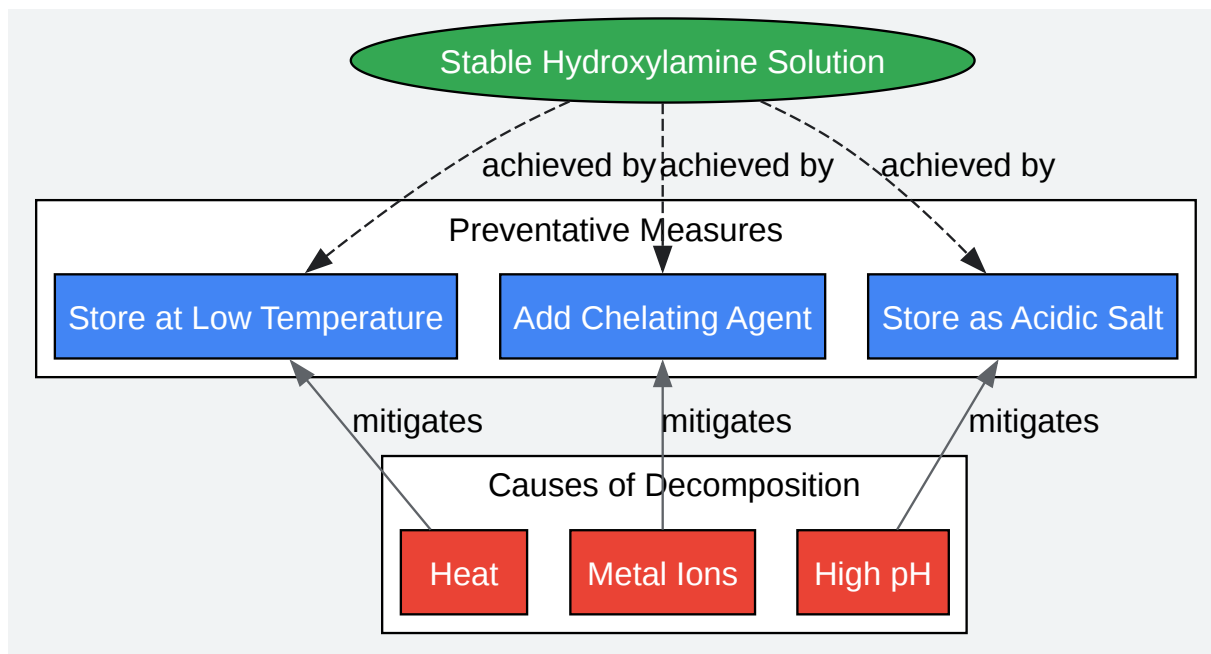 Stable Hydroxylamine Solution
achieved by
achieved by
achieved by
Preventative Measures
Store at Low Temperature
Add Chelating Agent
Store as Acidic Salt
mitigates
mitigates
mitigates
Causes of Decomposition
Heat
Metal Ions
High pH